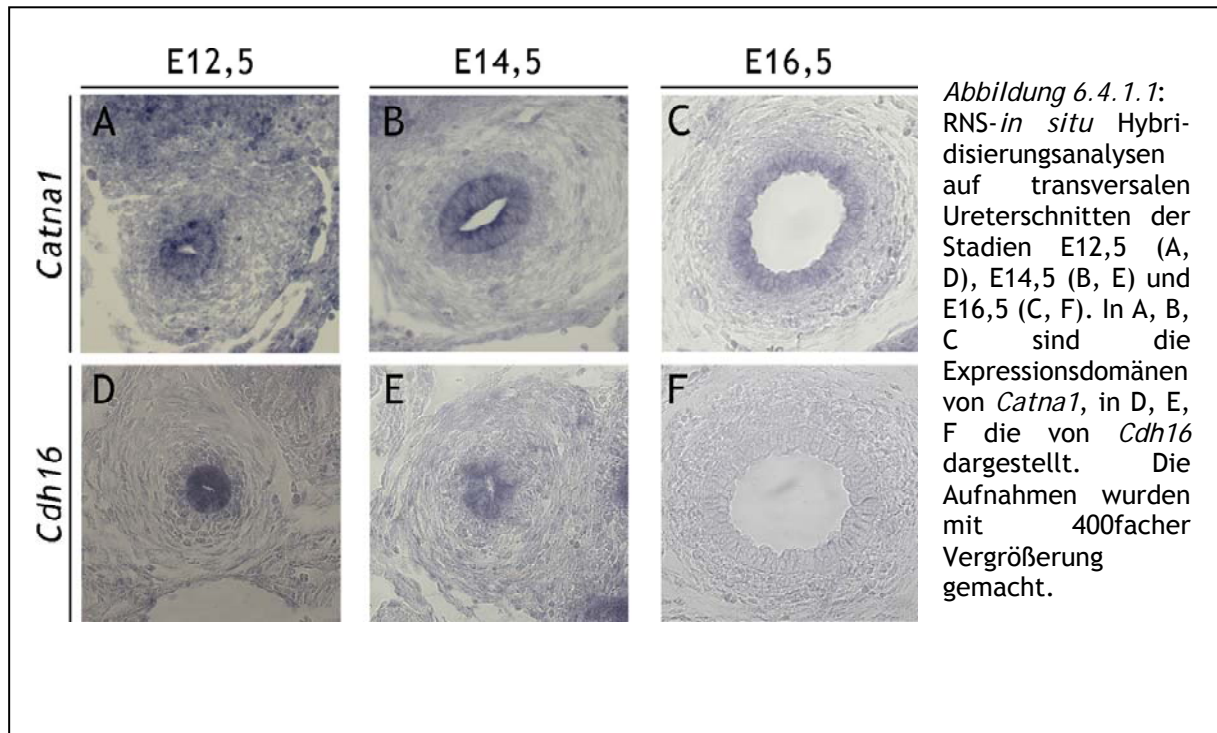 E12,5 E14,5 E16,5
Catna1
A B C
Cdh16
D E F
Abbildung 6.4.1.1:
RNS-in situ Hybri-
disierungsanalysen
auf transversalen
Ureterschnitten der
Stadien E12,5 (A,
D), E14,5 (B, E) und
E16,5 (C, F). In A, B,
C sind die
Expressionsdomänen
von Catna1, in D, E,
F die von Cdh16
dargestellt. Die
Aufnahmen wurden
mit 400facher
Vergrößerung
gemacht.